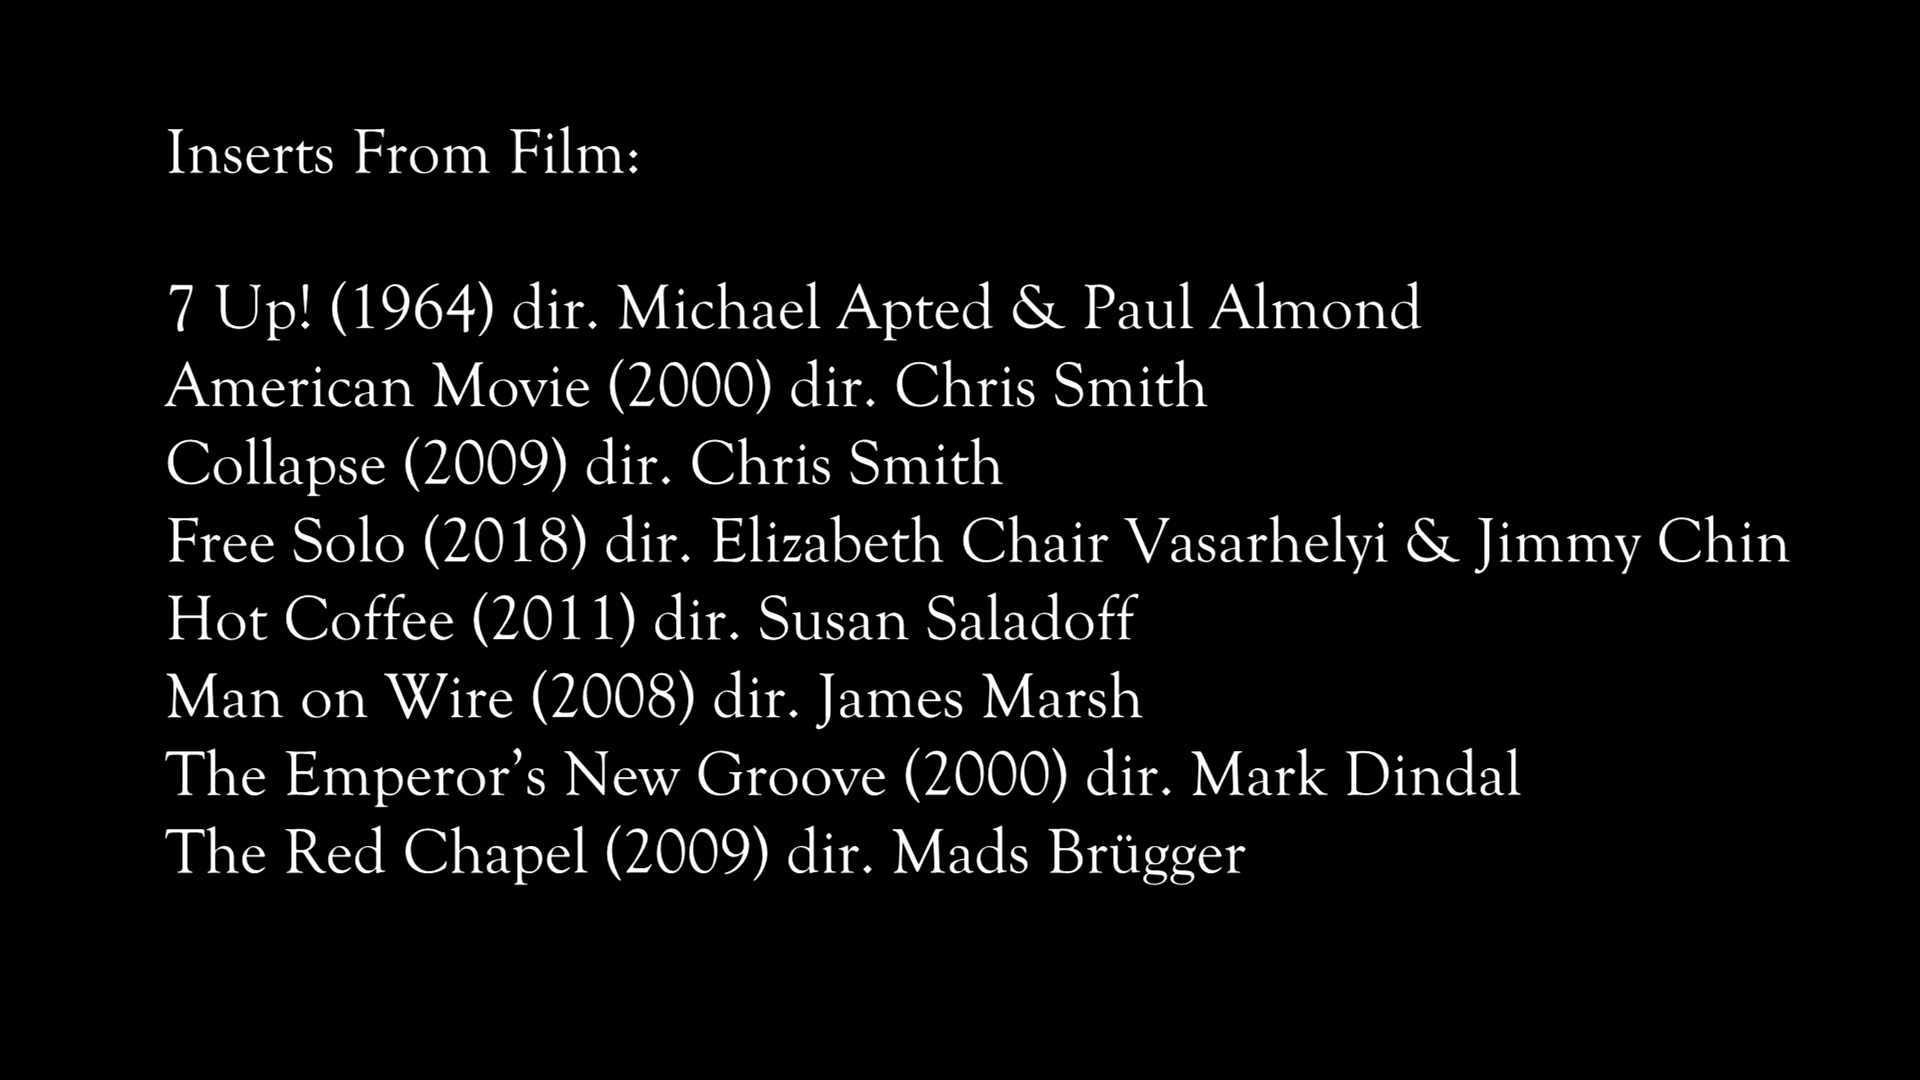 Inserts From Film:
7 Up! (1964) dir. Michael Apted & Paul Almond
American Movie (2000) dir. Chris Smith
Collapse (2009) dir. Chris Smith
Free Solo (2018) dir. Elizabeth Chair Vasarhelyi & Jimmy Chin
Hot Coffee (2011) dir. Susan Saladoff
Man on Wire (2008) dir. James Marsh
The Emperor’s New Groove (2000) dir. Mark Dindal
The Red Chapel (2009) dir. Mads Brügger